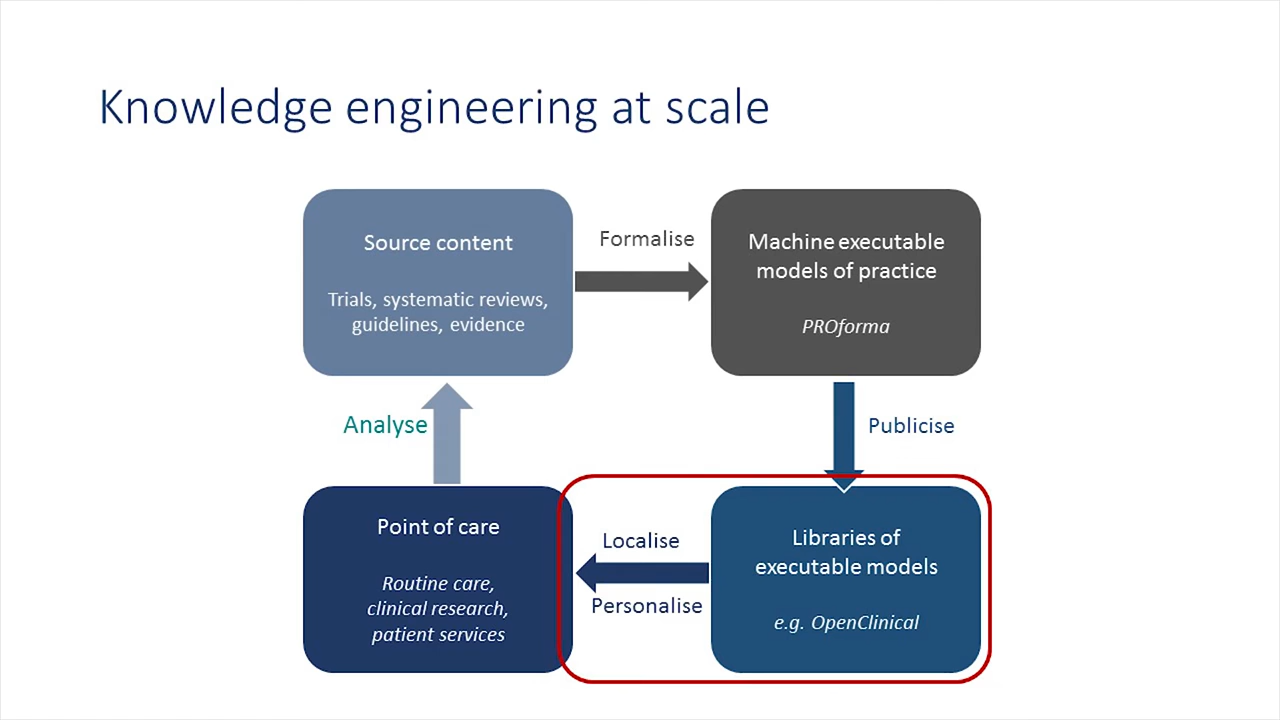 Knowledge engineering at scale
Source content
Trials, systematic reviews,
guidelines, evidence
Formalise
Machine executable
models of practice
PROforma
Analyse
Publicise
Point of care
Routine care,
clinical research,
patient services
Localise
Personalise
Libraries of
executable models
e.g. OpenClinical